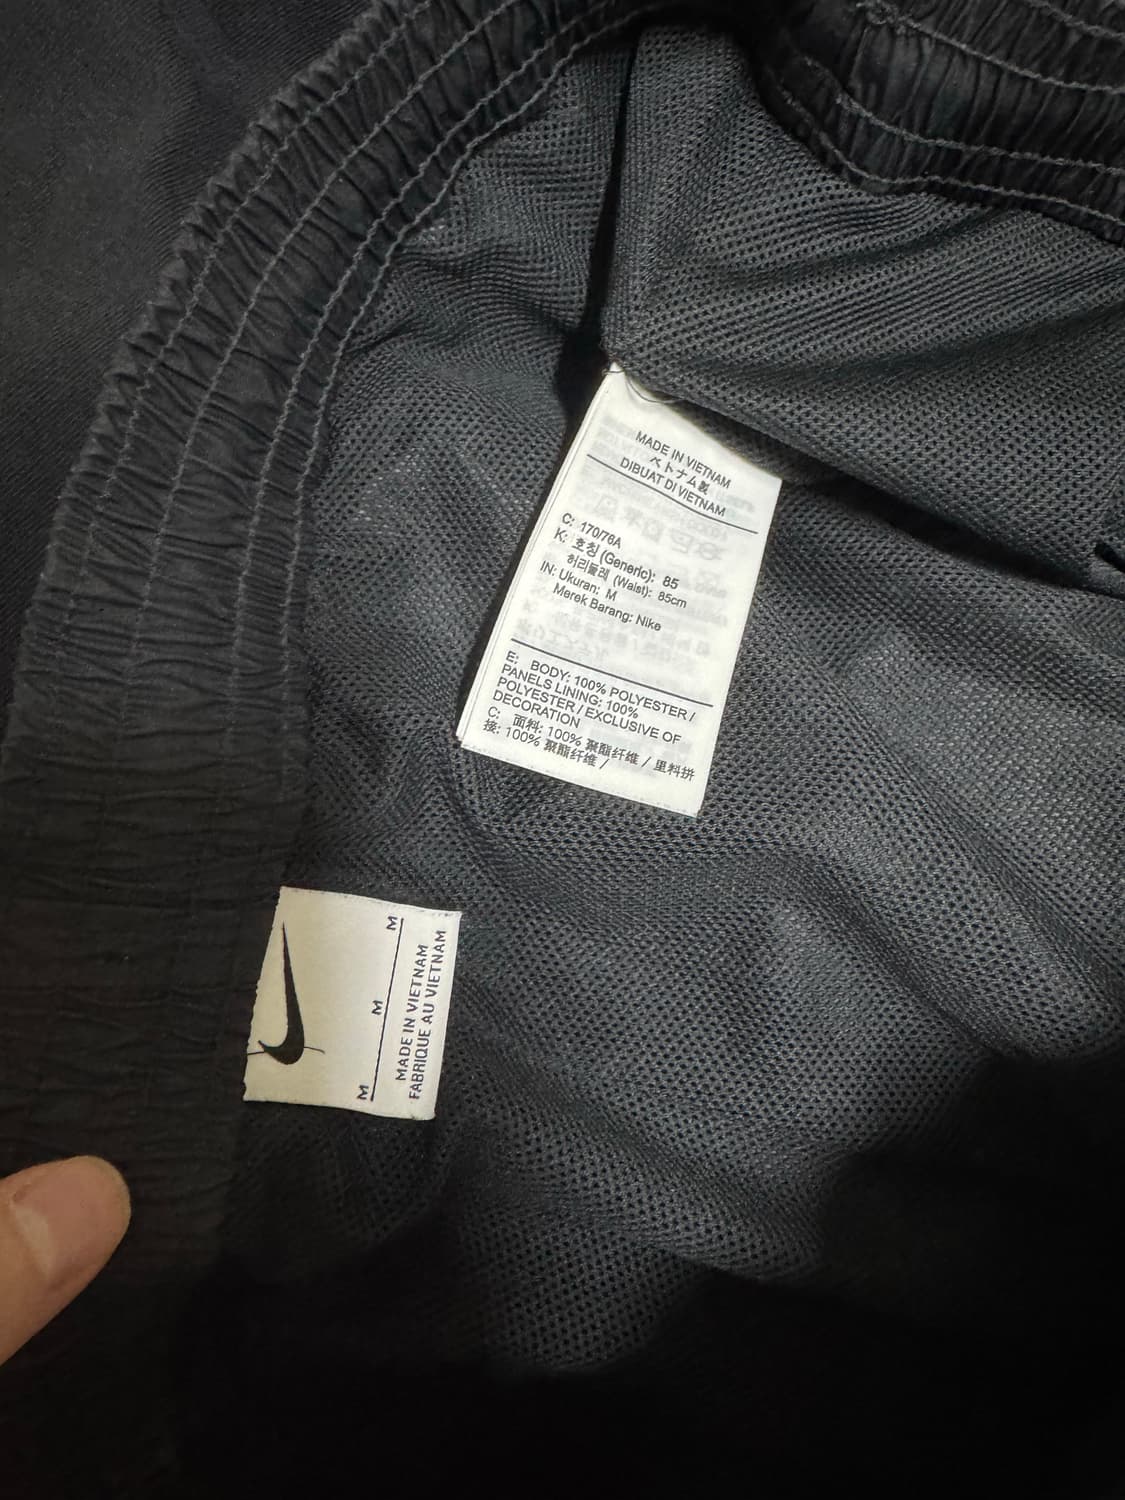 MADE IN VIETNAM
ベトナム製
DIBUAT DI VIETNAM
C: 170/76A
K: 호칭 (Generic): 85
허리둘레 (Waist): 85cm
IN: Ukuran: M
Merek Barang: Nike
E: BODY: 100% POLYESTER /
PANELS LINING: 100%
POLYESTER / EXCLUSIVE OF
DECORATION
C: 面料: 100% 聚酯纤维 / 里料拼
接: 100% 聚酯纤维 /
M M M
MADE IN VIETNAM
FABRIQUE AU VIETNAM